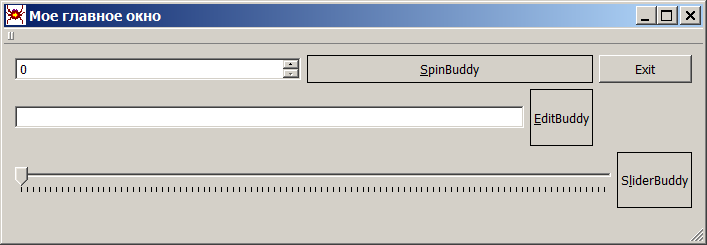 Мое главное окно
0 SpinBuddy Exit
EditBuddy
SliderBuddy